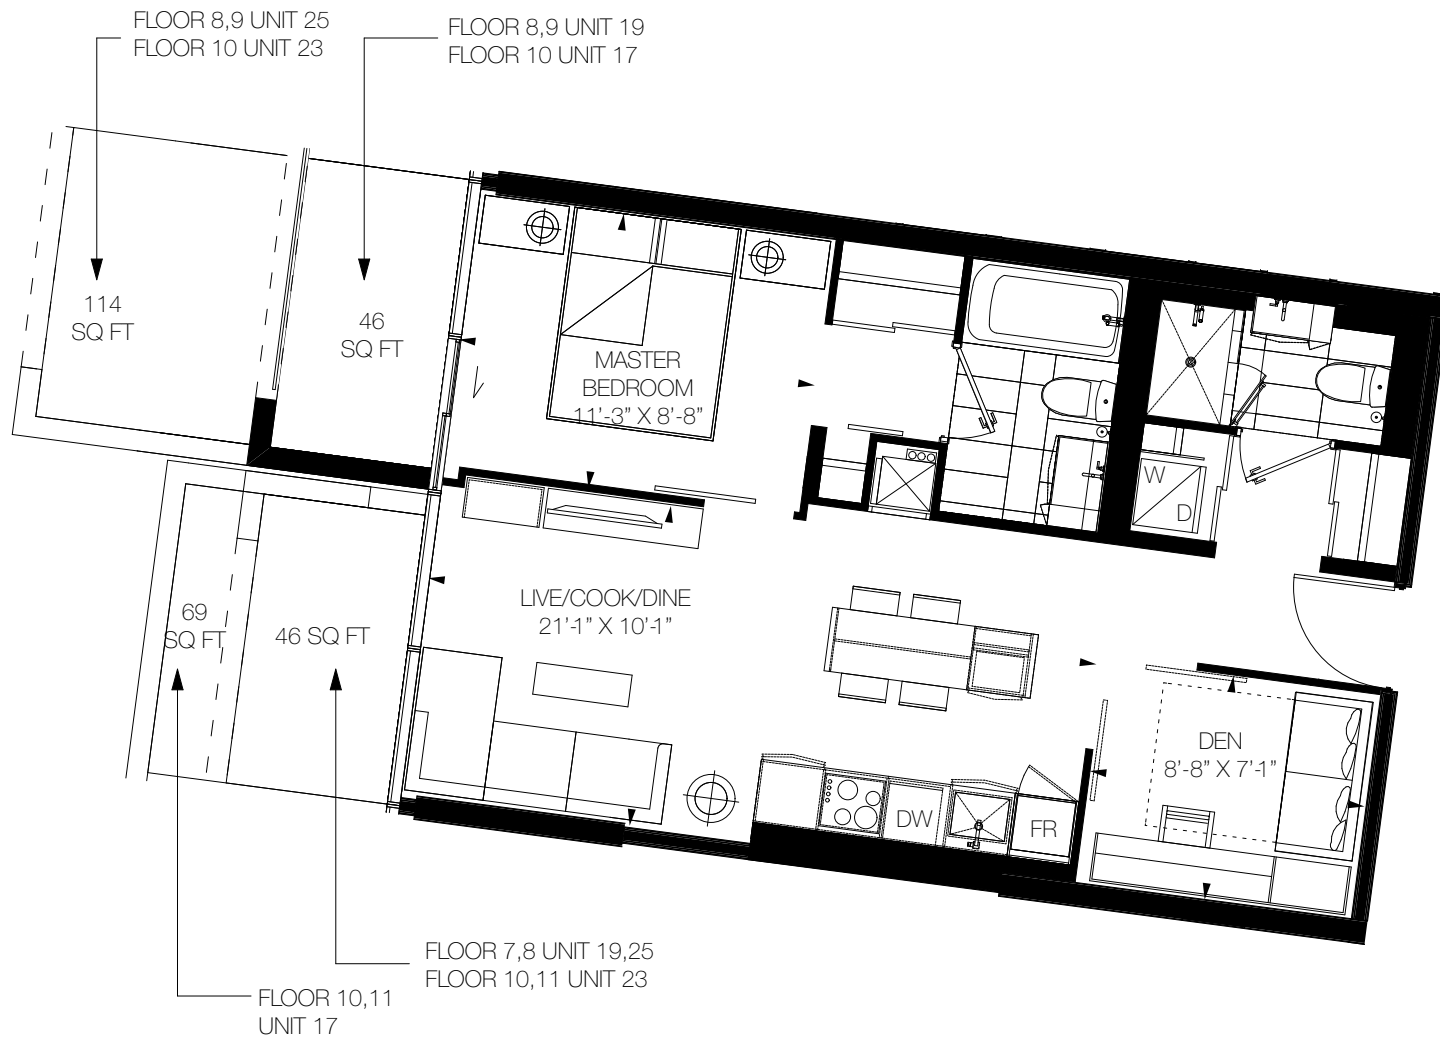 FLOOR 8,9 UNIT 25
FLOOR 10 UNIT 23
FLOOR 8,9 UNIT 19
FLOOR 10 UNIT 17
114
SQ FT
46
SQ FT
MASTER
BEDROOM
11'-3" X 8'-8"
W
D
LIVE/COOK/DINE
21'-1" X 10'-1"
69
SQ FT
46 SQ FT
DEN
8'-8" X 7'-1"
DW
FR
FLOOR 7,8 UNIT 19,25
FLOOR 10,11 UNIT 23
FLOOR 10,11
UNIT 17